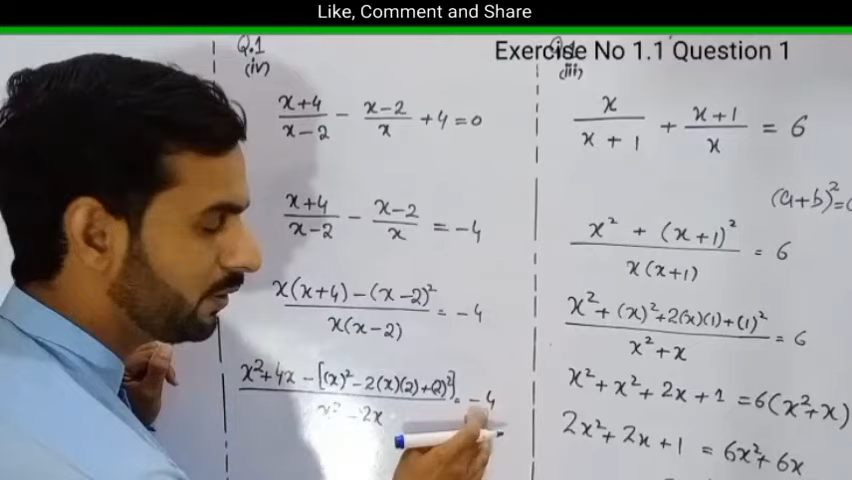 Like, Comment and Share
Exercise No 1.1 Question 1
Q.1
(iv)
x+4/x-2 - x-2/x + 4 = 0
x+4/x-2 - x-2/x = -4
x(x+4) - (x-2)²/x(x-2) = -4
x²+4x - [(x)² - 2(x)(2) + (2)²]/x² - 2x = -4
(iii)
x/x+1 + x+1/x = 6
(a+b)² =
x² + (x+1)²/x(x+1) = 6
x² + (x)² + 2(x)(1) + (1)²/x² + x = 6
x² + x² + 2x + 1 = 6(x² + x)
2x² + 2x + 1 = 6x² + 6x